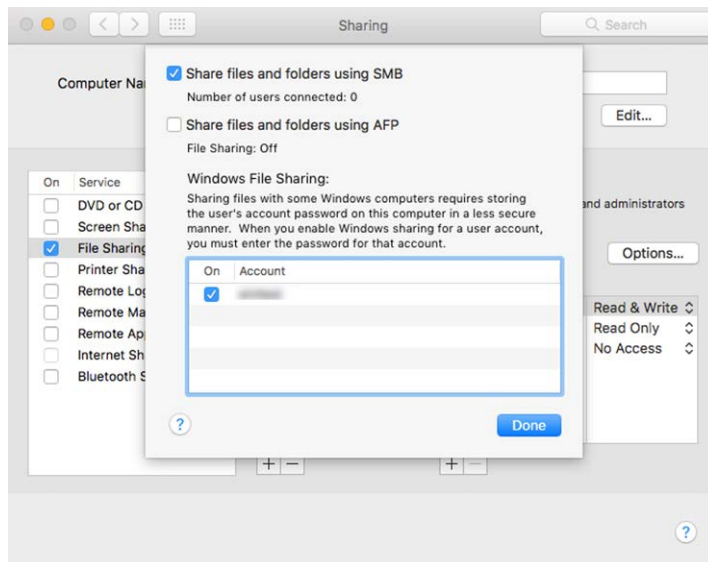 Sharing
Search
Computer Na
Edit...
Share files and folders using SMB
Number of users connected: 0
Share files and folders using AFP
File Sharing: Off
Windows File Sharing:
Sharing files with some Windows computers requires storing
the user's account password on this computer in a less secure
manner. When you enable Windows sharing for a user account,
you must enter the password for that account.
On Account
? Done
On Service
DVD or CD
Screen Sha
File Sharing
Printer Sha
Remote Log
Remote Ma
Remote Ap
Internet Sh
Bluetooth S
and administrators
Options...
Read & Write
Read Only
No Access
+ −
+ −
?